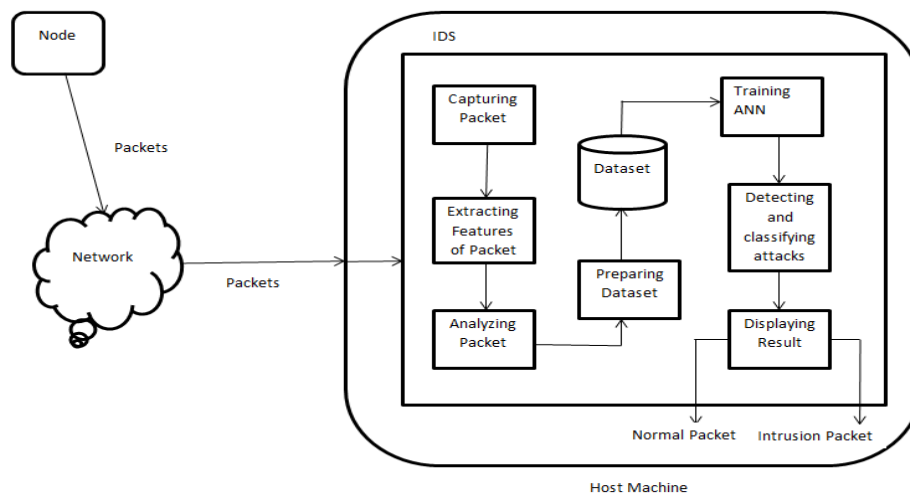 Node
Packets
Network
Packets
IDS
Capturing
Packet
Extracting
Features
of Packet
Analyzing
Packet
Preparing
Dataset
Dataset
Training
ANN
Detecting
and
classifying
attacks
Displaying
Result
Normal Packet
Intrusion Packet
Host Machine